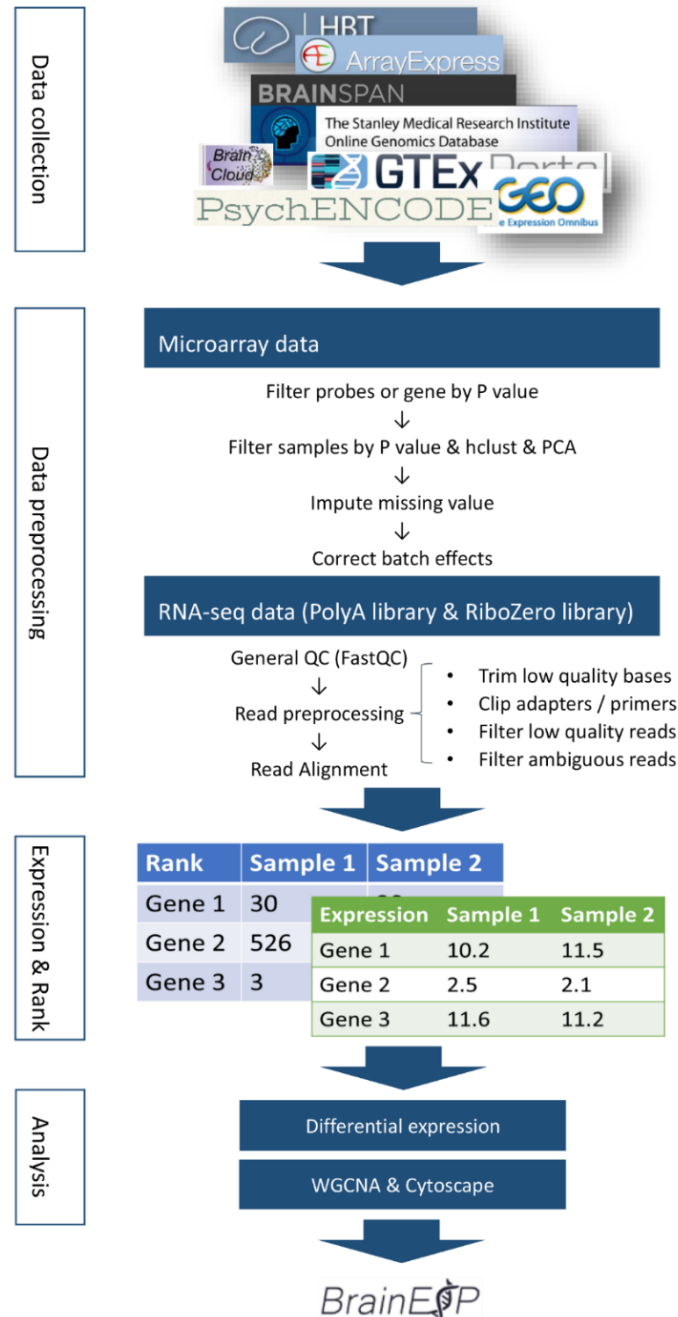 Data collection
HBT
ArrayExpress
BRAINSPAN
The Stanley Medical Research Institute
Online Genomics Database
Brain
Cloud
GTEx Portal
PsychENCODE
GEO
Gene Expression Omnibus
Data preprocessing
Microarray data
Filter probes or gene by P value
↓
Filter samples by P value & hclust & PCA
↓
Impute missing value
↓
Correct batch effects
RNA-seq data (PolyA library & RiboZero library)
General QC (FastQC)
↓
Read preprocessing
↓
Read Alignment
• Trim low quality bases
• Clip adapters / primers
• Filter low quality reads
• Filter ambiguous reads
Expression & Rank
Rank Sample 1 Sample 2
Gene 1 30
Gene 2 526
Gene 3 3
Expression Sample 1 Sample 2
Gene 1 10.2 11.5
Gene 2 2.5 2.1
Gene 3 11.6 11.2
Analysis
Differential expression
WGCNA & Cytoscape
BrainEXP